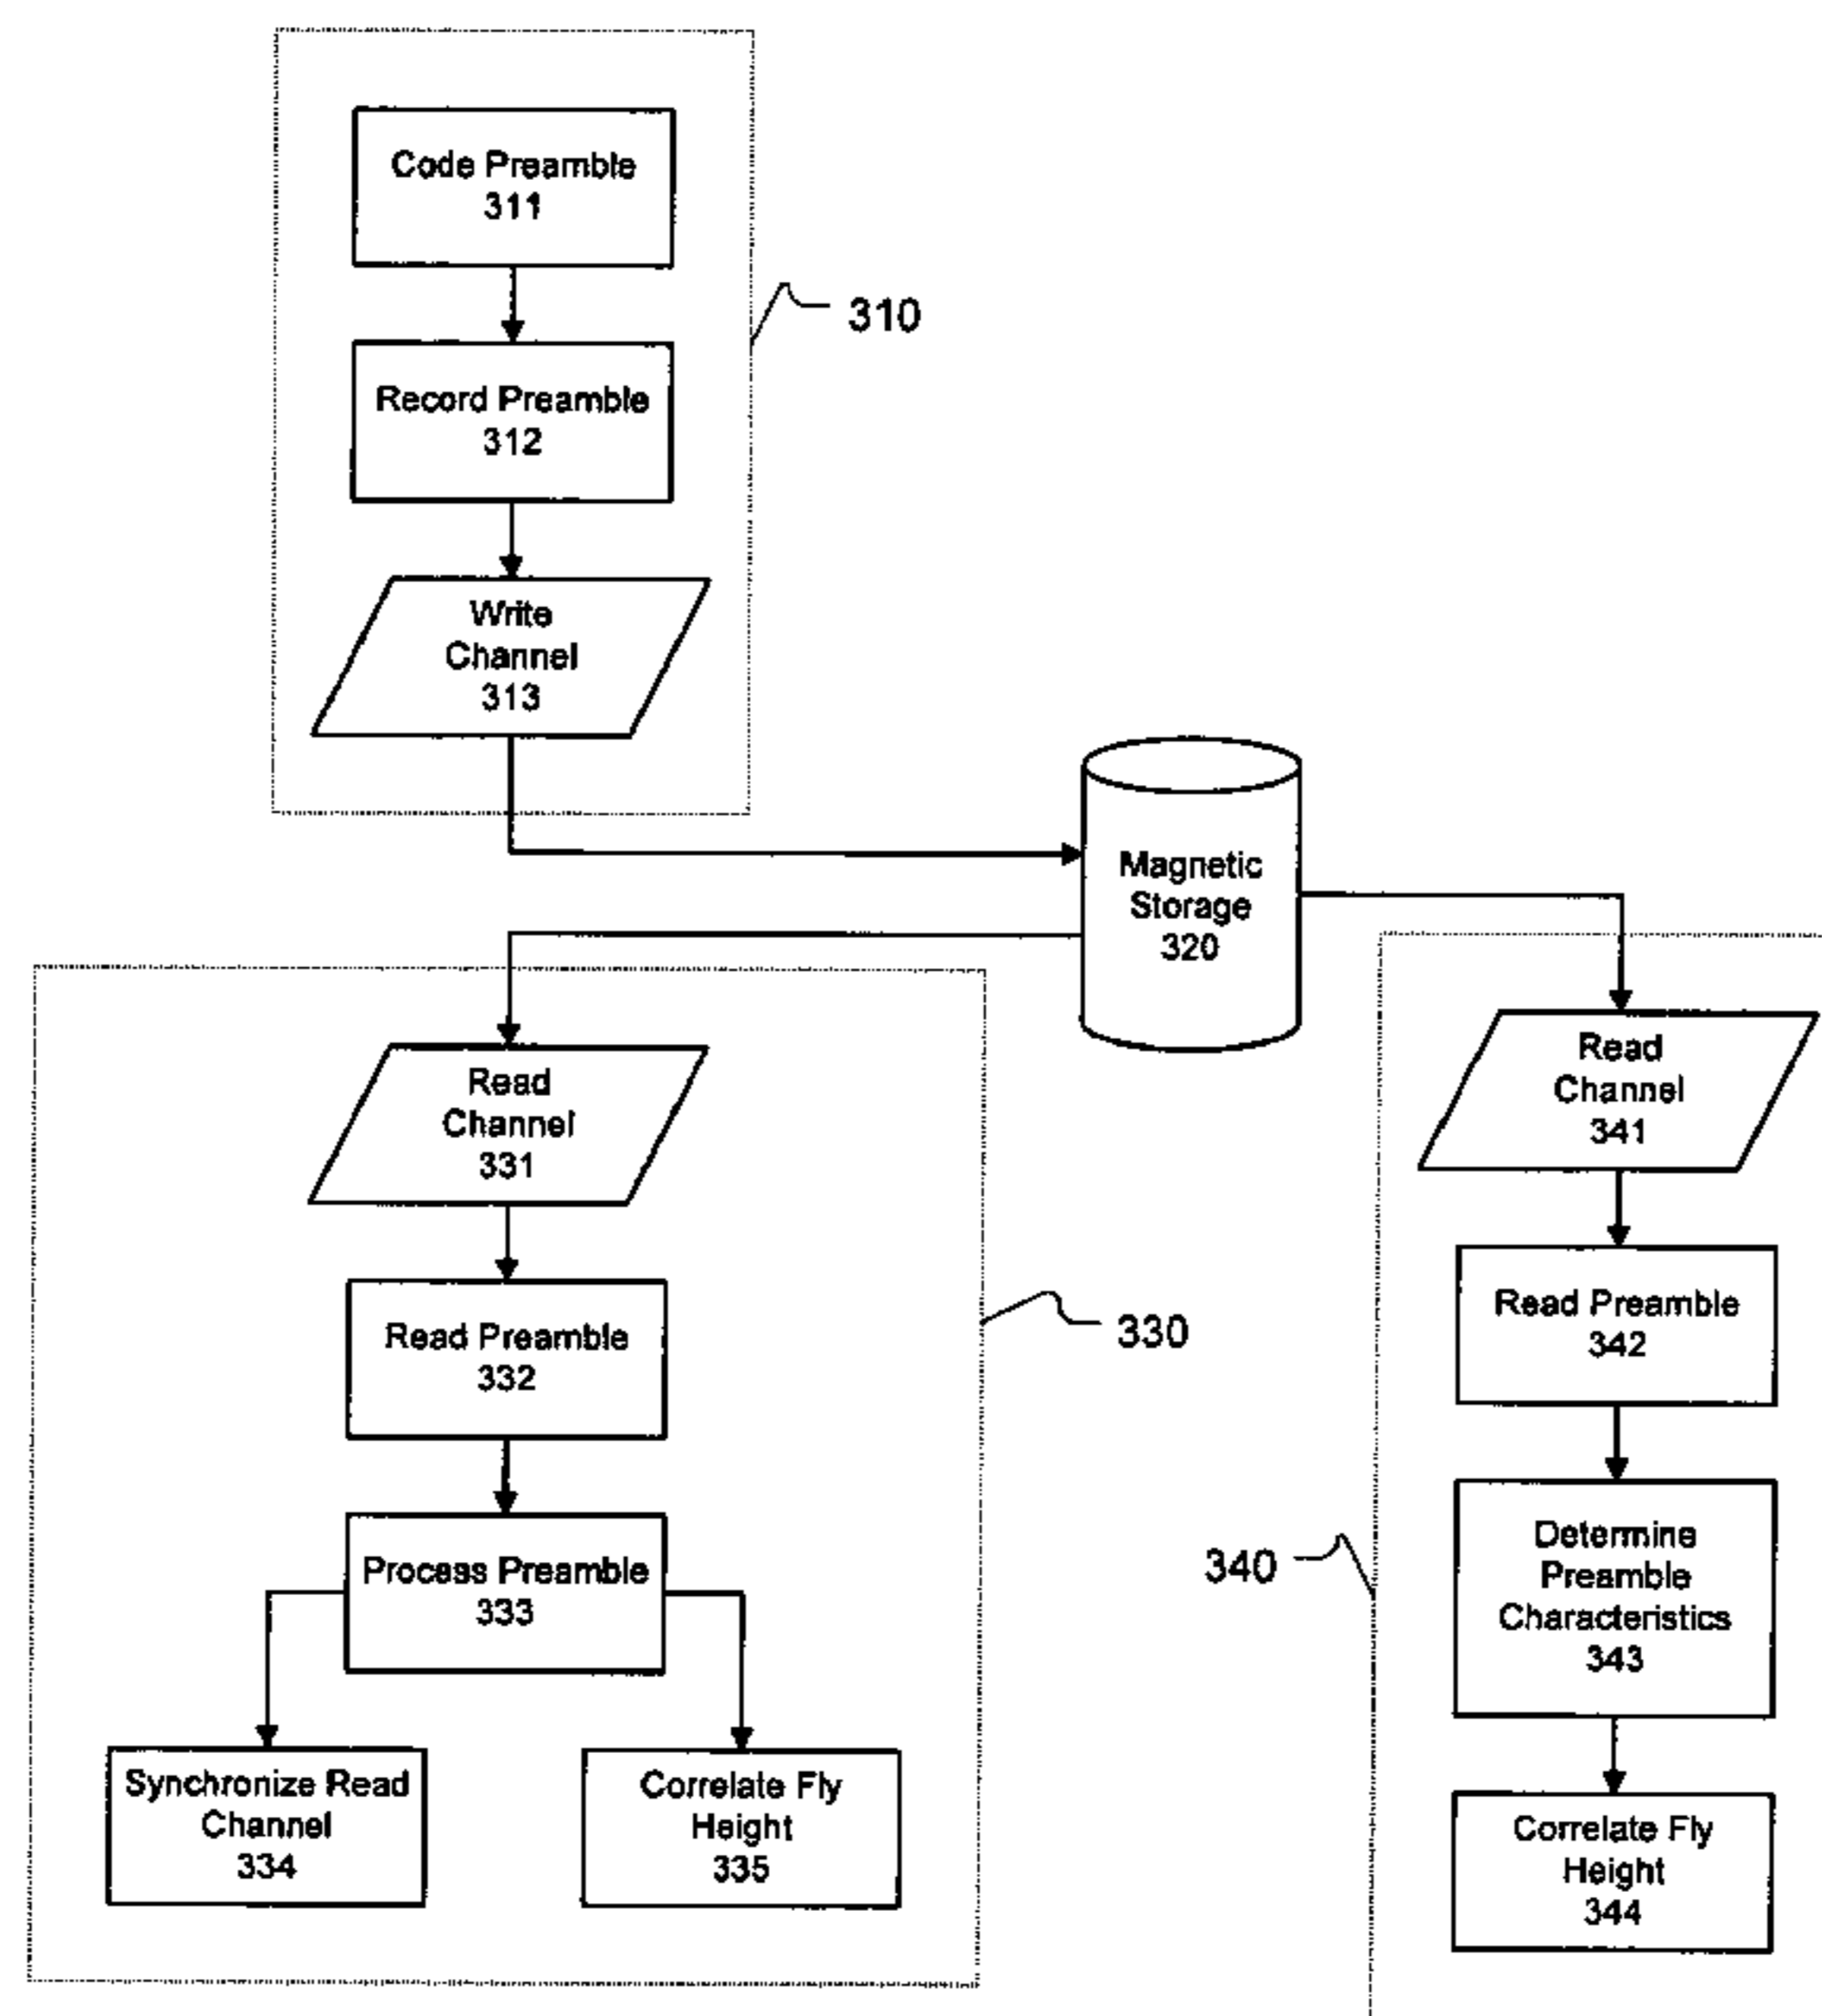 Code Preamble
311
310
Record Preamble
312
Write
Channel
313
Magnetic
Storage
320
Read
Channel
331
Read Preamble
332
330
Process Preamble
333
Synchronize Read
Channel
334
Correlate Fly
Height
335
Read
Channel
341
Read Preamble
342
340
Determine
Preamble
Characteristics
343
Correlate Fly
Height
344